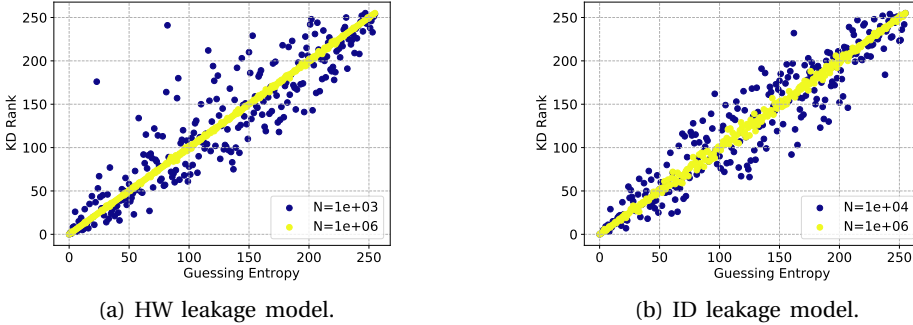 KD Rank
250
200
150
100
50
0
N=1e+03
N=1e+06
0 50 100 150 200 250
Guessing Entropy
(a) HW leakage model.
KD Rank
250
200
150
100
50
0
N=1e+04
N=1e+06
0 50 100 150 200 250
Guessing Entropy
(b) ID leakage model.